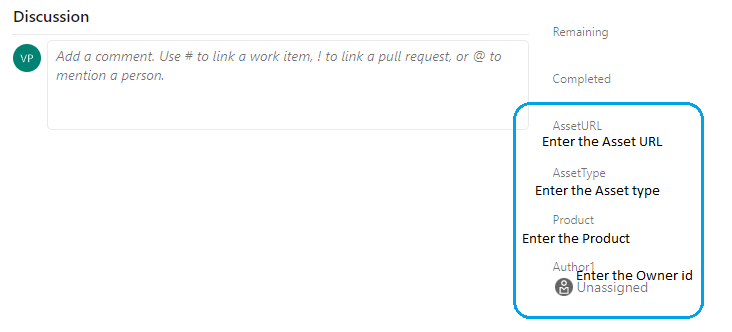 Discussion
VP
Add a comment. Use # to link a work item, ! to link a pull request, or @ to
mention a person.
Remaining
Completed
AssetURL
Enter the Asset URL
AssetType
Enter the Asset type
Product
Enter the Product
Author1
Enter the Owner id
Unassigned